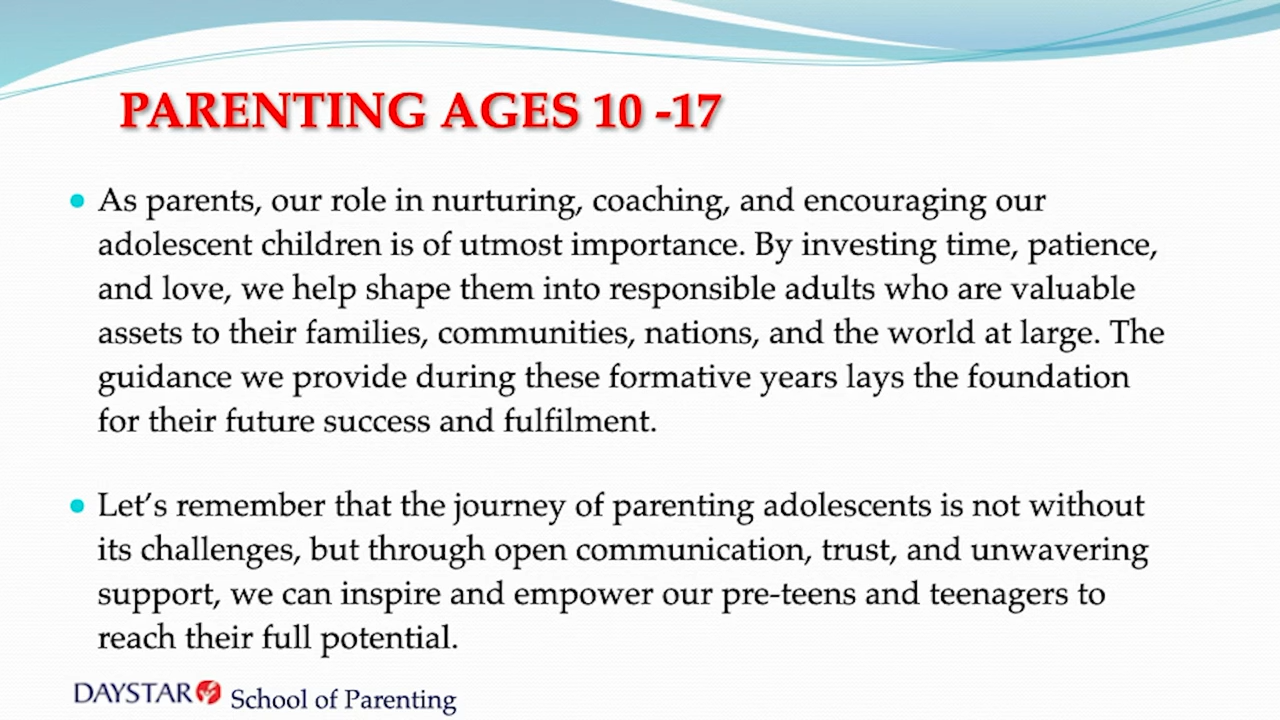 PARENTING AGES 10 -17
• As parents, our role in nurturing, coaching, and encouraging our
adolescent children is of utmost importance. By investing time, patience,
and love, we help shape them into responsible adults who are valuable
assets to their families, communities, nations, and the world at large. The
guidance we provide during these formative years lays the foundation
for their future success and fulfilment.
• Let’s remember that the journey of parenting adolescents is not without
its challenges, but through open communication, trust, and unwavering
support, we can inspire and empower our pre-teens and teenagers to
reach their full potential.
DAYSTAR School of Parenting